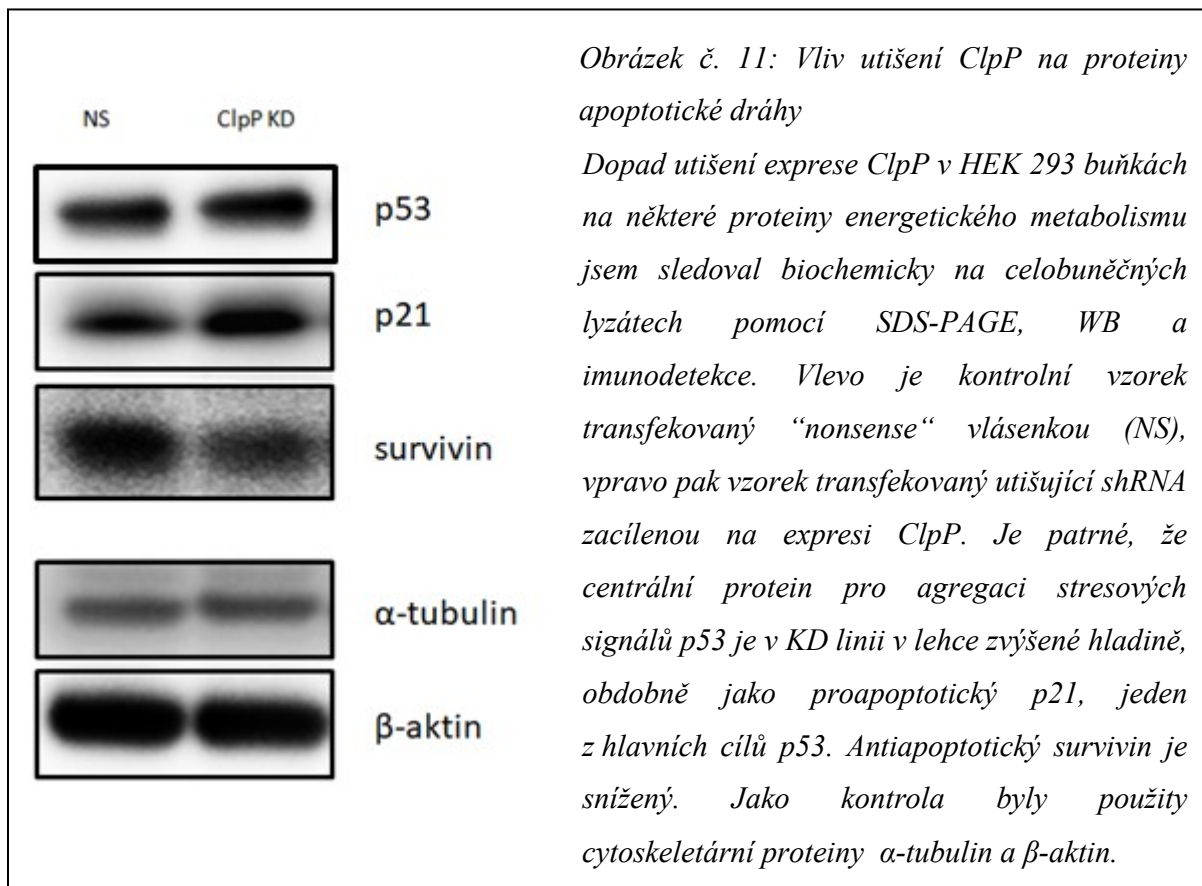 NS ClpP KD
p53
p21
survivin
α-tubulin
β-aktin
Obrázek č. 11: Vliv utišení ClpP na proteiny
apoptotické dráhy
Dopad utišení exprese ClpP v HEK 293 buňkách
na některé proteiny energetického metabolismu
jsem sledoval biochemicky na celobuněčných
lyzátech pomocí SDS-PAGE, WB a
imunodetekce. Vlevo je kontrolní vzorek
transfekovaný “nonsense“ vlásenkou (NS),
vpravo pak vzorek transfekovaný utišující shRNA
zacílenou na expresi ClpP. Je patrné, že
centrální protein pro agregaci stresových
signálů p53 je v KD linii v lehce zvýšené hladině,
obdobně jako proapoptotický p21, jeden
z hlavních cílů p53. Antiapoptotický survivin je
snížený. Jako kontrola byly použity
cytoskeletární proteiny α-tubulin a β-aktin.